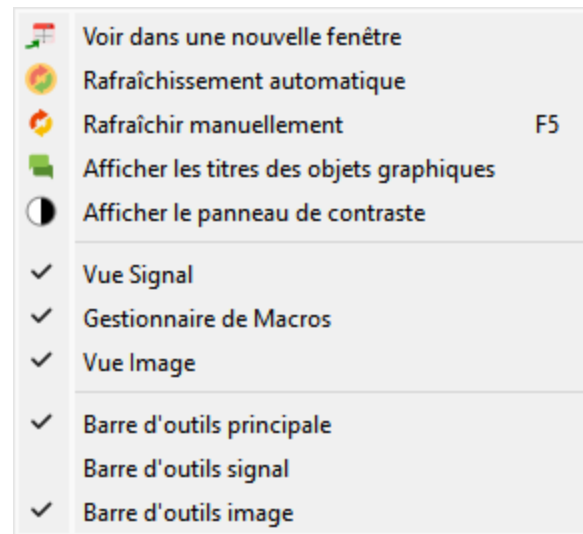 Voir dans une nouvelle fenêtre
Rafraîchissement automatique
Rafraîchir manuellement F5
Afficher les titres des objets graphiques
Afficher le panneau de contraste
Vue Signal
Gestionnaire de Macros
Vue Image
Barre d'outils principale
Barre d'outils signal
Barre d'outils image